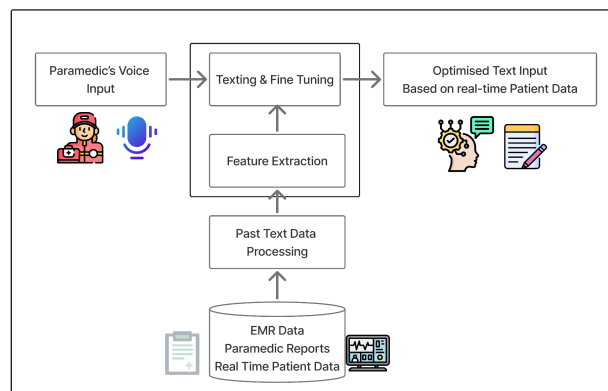 Paramedic's Voice
Input
Texting & Fine Tuning
Optimised Text Input
Based on real-time Patient Data
Feature Extraction
Past Text Data
Processing
EMR Data
Paramedic Reports
Real Time Patient Data